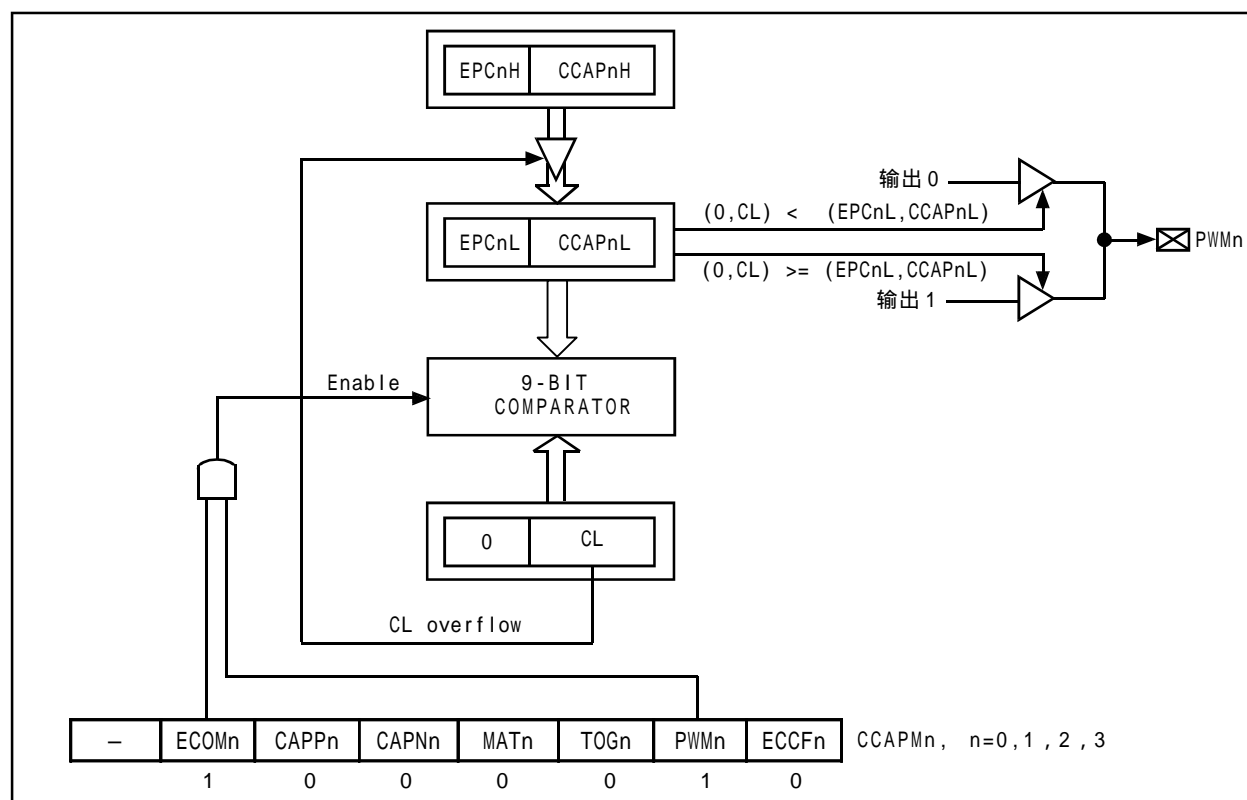 EPCnH CCAPnH
输出0
(0,CL) < (EPCnL,CCAPnL)
EPCnL CCAPnL
PWMn
(0,CL) >= (EPCnL,CCAPnL)
输出1
Enable
9-BIT
COMPARATOR
0 CL
CL overflow
— ECOMn CAPPn CAPNn MATn TOGn PWMn ECCFn CCAPMn, n=0,1,2,3
1 0 0 0 0 1 0